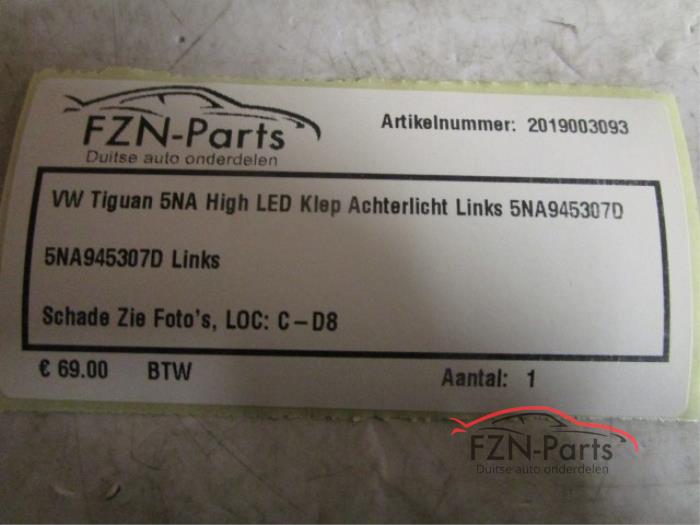 FZN-Parts
Duitse auto onderdelen
Artikelnummer: 2019003093
VW Tiguan 5NA High LED Klep Achterlicht Links 5NA945307D
5NA945307D Links
Schade Zie Foto's, LOC: C-D8
€ 69.00 BTW
Aantal: 1
FZN-Parts
Duitse auto onderdelen